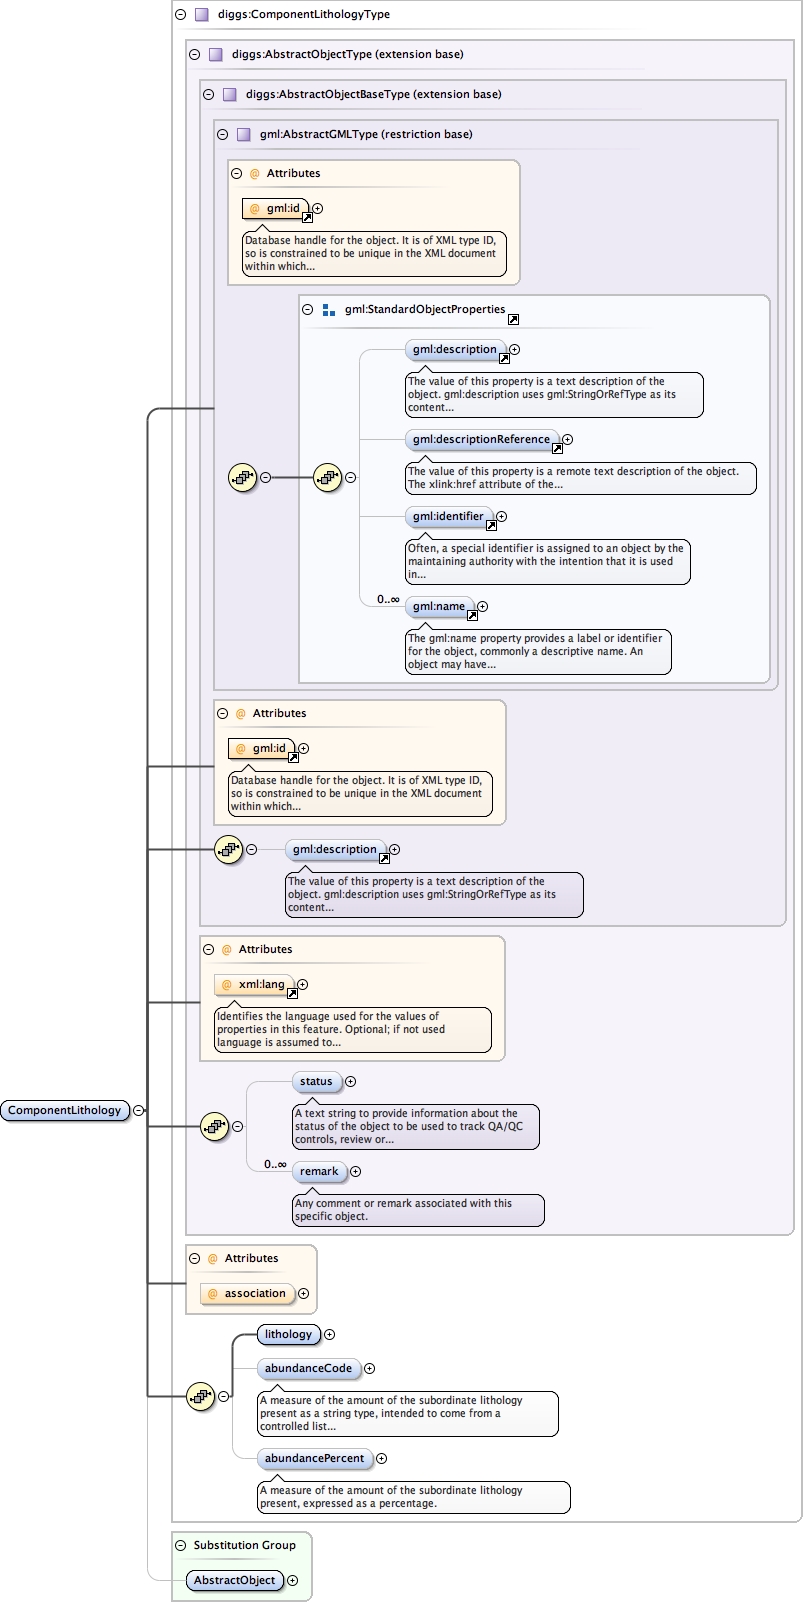 diggs:ComponentLithologyType
diggs:AbstractObjectType (extension base)
diggs:AbstractObjectBaseType (extension base)
gml:AbstractGMLType (restriction base)
@ Attributes
@ gml:id
Database handle for the object. It is of XML type ID,
so is constrained to be unique in the XML document
within which...
gml:StandardObjectProperties
gml:description
The value of this property is a text description of the
object. gml:description uses gml:StringOrRefType as its
content...
gml:descriptionReference
The value of this property is a remote text description of the object.
The xlink:href attribute of the...
gml:identifier
Often, a special identifier is assigned to an object by the
maintaining authority with the intention that it is used
in...
0..∞
gml:name
The gml:name property provides a label or identifier
for the object, commonly a descriptive name. An
object may have...
@ Attributes
@ gml:id
Database handle for the object. It is of XML type ID,
so is constrained to be unique in the XML document
within which...
gml:description
The value of this property is a text description of the
object. gml:description uses gml:StringOrRefType as its
content...
@ Attributes
@ xml:lang
Identifies the language used for the values of
properties in this feature. Optional; if not used
language is assumed to...
status
A text string to provide information about the
status of the object to be used to track QA/QC
controls, review or...
0..∞
remark
Any comment or remark associated with this
specific object.
ComponentLithology
@ Attributes
@ association
lithology
abundanceCode
A measure of the amount of the subordinate lithology
present as a string type, intended to come from a
controlled list...
abundancePercent
A measure of the amount of the subordinate lithology
present, expressed as a percentage.
Substitution Group
AbstractObject